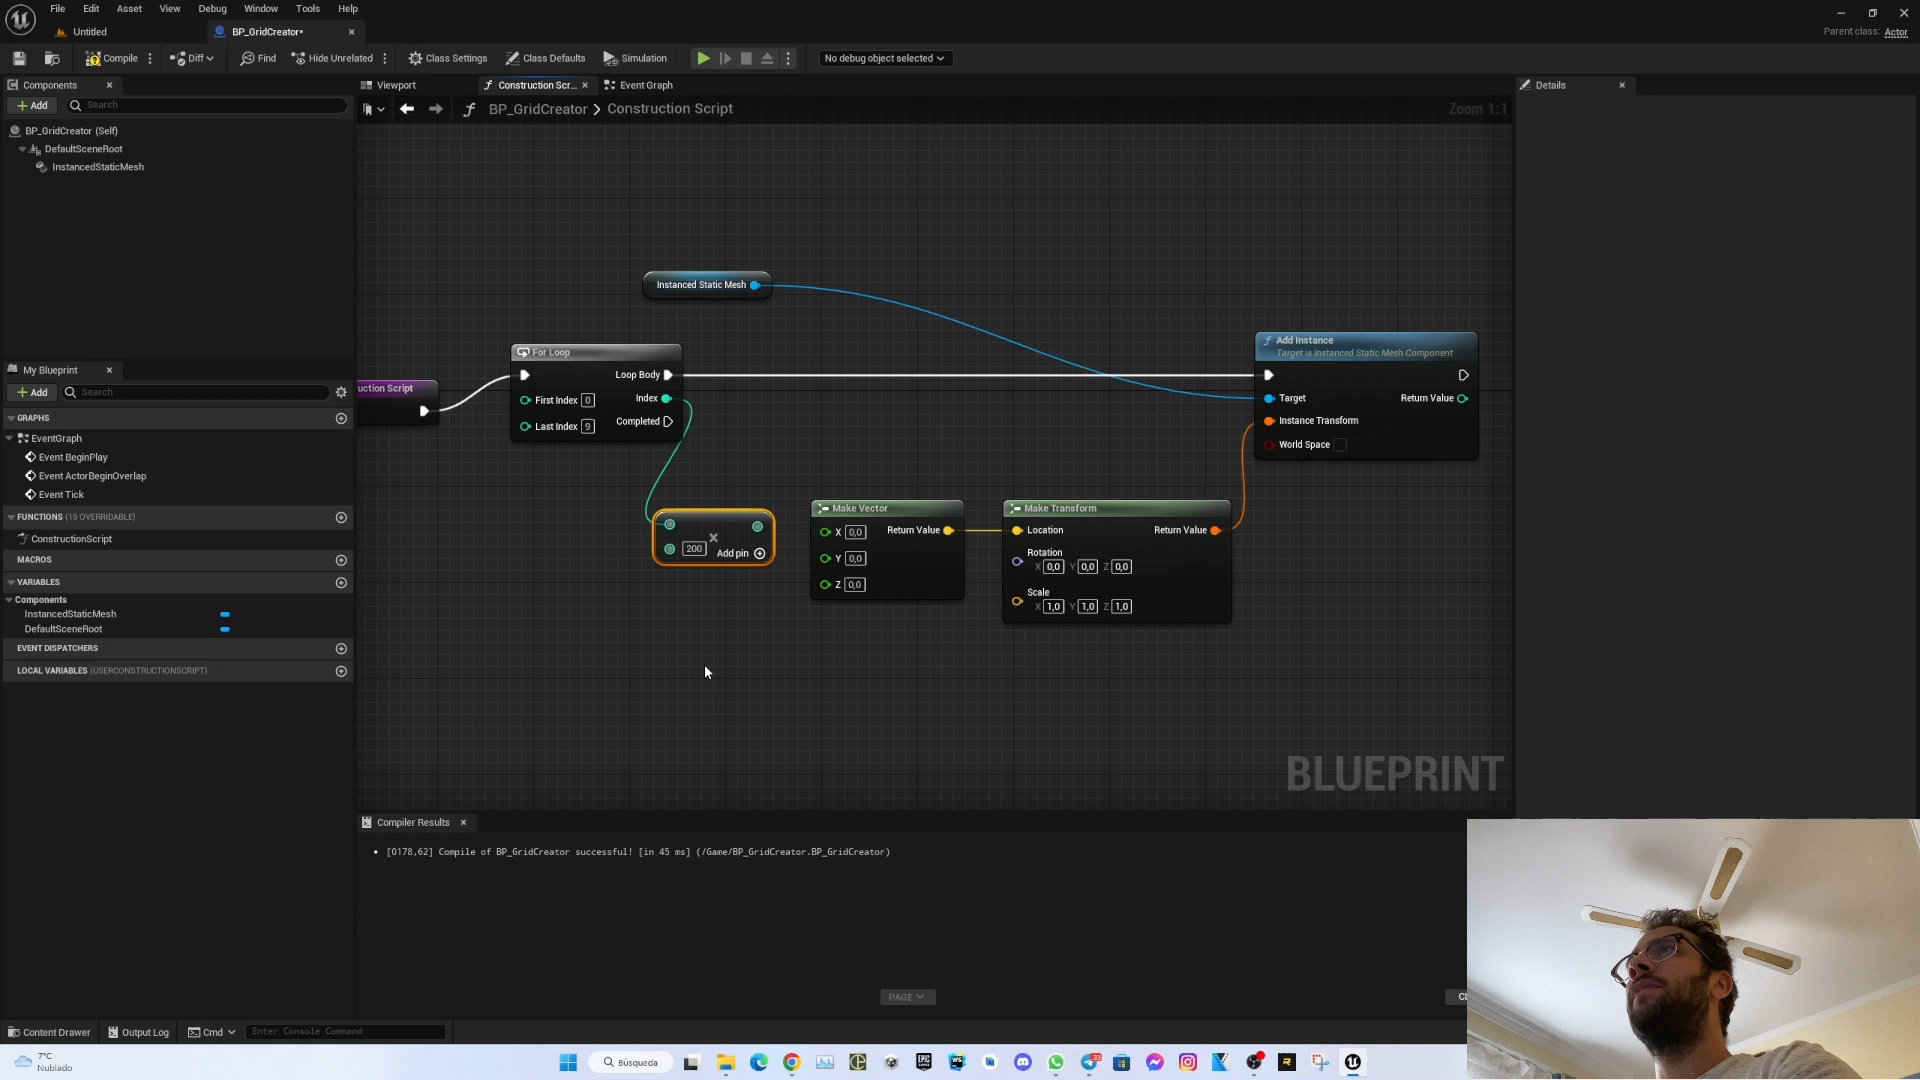 File Edit Asset View Debug Window Tools Help
Untitled
BP_GridCreator•
Parent class: Actor
Compile
Diff
Find
Hide Unrelated
Class Settings
Class Defaults
Simulation
No debug object selected
Components
Add
Search
BP_GridCreator (Self)
DefaultSceneRoot
InstancedStaticMesh
Viewport
Construction Scr...
Event Graph
BP_GridCreator > Construction Script
Zoom 1:1
Details
My Blueprint
Add
Search
GRAPHS
EventGraph
Event BeginPlay
Event ActorBeginOverlap
Event Tick
FUNCTIONS (19 OVERRIDABLE)
ConstructionScript
MACROS
VARIABLES
Components
InstancedStaticMesh
DefaultSceneRoot
EVENT DISPATCHERS
LOCAL VARIABLES (USERCONSTRUCTIONSCRIPT)
Instanced Static Mesh
uction Script
For Loop
Loop Body
First Index 0
Index
Last Index 9
Completed
Add Instance
Target is Instanced Static Mesh Component
Target
Return Value
Instance Transform
World Space
200
Add pin
Make Vector
X 0,0
Return Value
Y 0,0
Z 0,0
Make Transform
Location
Return Value
Rotation
X 0,0 Y 0,0 Z 0,0
Scale
X 1,0 Y 1,0 Z 1,0
BLUEPRINT
Compiler Results
• [0178,62] Compile of BP_GridCreator successful! [in 45 ms] (/Game/BP_GridCreator.BP_GridCreator)
PAGE
Content Drawer
Output Log
Cmd
Enter Console Command
7°C
Nublado
Búsqueda
33